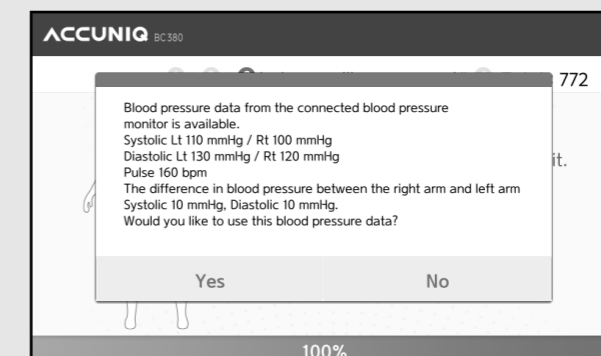 ACCUNIQ BC380
772
Blood pressure data from the connected blood pressure
monitor is available.
Systolic Lt 110 mmHg / Rt 100 mmHg
Diastolic Lt 130 mmHg / Rt 120 mmHg
Pulse 160 bpm
The difference in blood pressure between the right arm and left arm
Systolic 10 mmHg, Diastolic 10 mmHg.
Would you like to use this blood pressure data?
it.
Yes No
100%